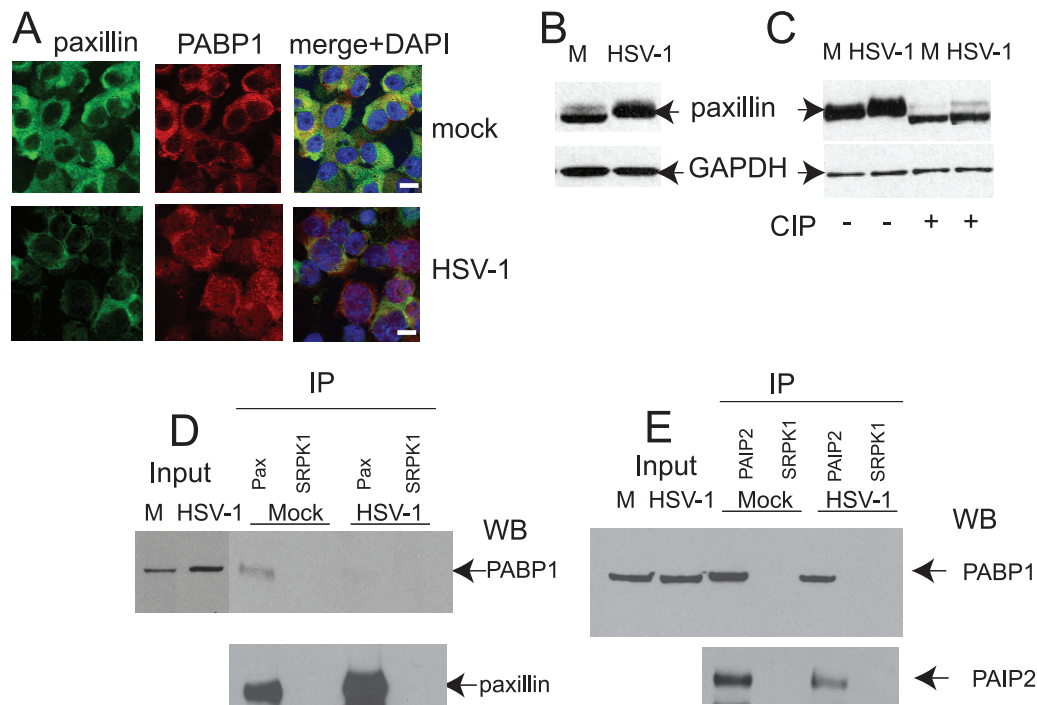 A
paxillin PABP1 merge+DAPI
mock
HSV-1
B
M HSV-1
C
M HSV-1 M HSV-1
paxillin
GAPDH
CIP - - + +
IP
D
Input
Pax SRPK1 Pax SRPK1
M HSV-1 Mock HSV-1
WB
PABP1
paxillin
IP
E
Input
PAIP2 SRPK1 PAIP2 SRPK1
M HSV-1 Mock HSV-1
WB
PABP1
PAIP2